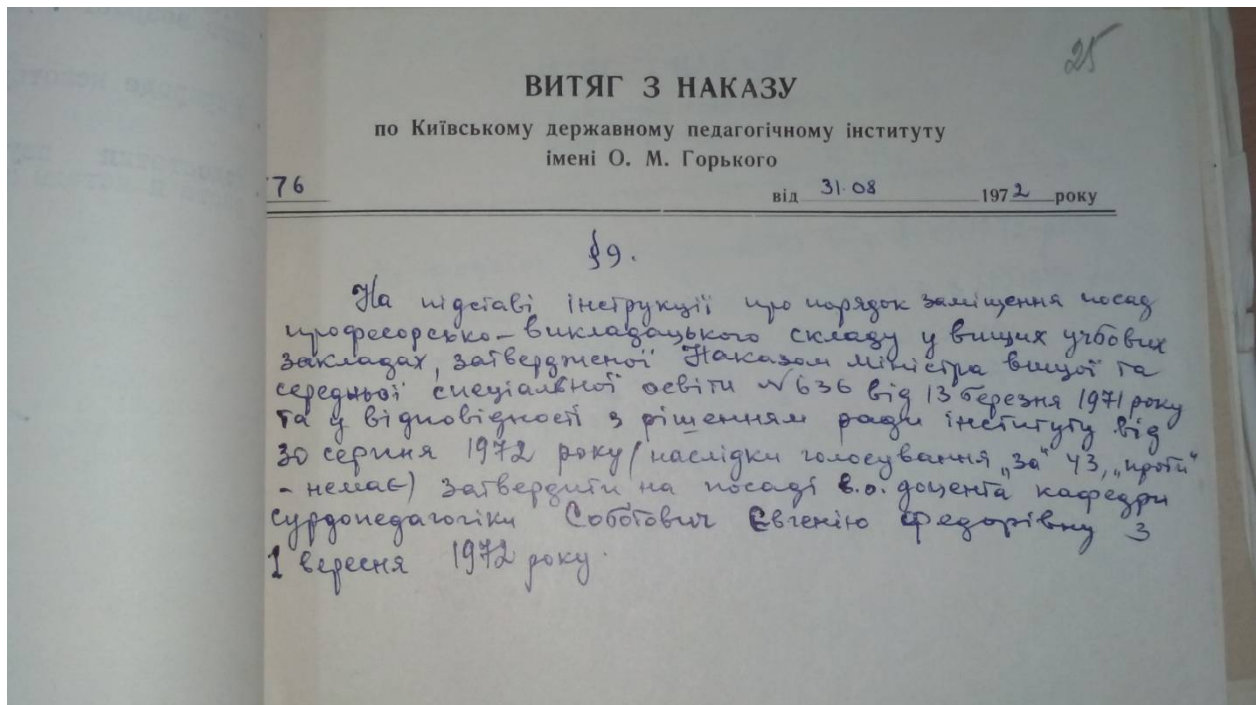 25
ВИТЯГ З НАКАЗУ
по Київському державному педагогічному інституту
імені О. М. Горького
76 від 31.08 1972 року
§9.
На підставі інструкції про порядок заміщення посад
професорсько-викладацького складу у вищих учбових
закладах, затвердженої Наказом Міністра вищої та
середньої спеціальної освіти №636 від 13 березня 1971 року
та у відповідності з рішенням ради інституту від
30 серпня 1972 року (наслідки голосування „за" 43, „проти"
- немає) затвердити на посаді в.о. доцента кафедри
сурдопедагогіки Соботович Євгенію Федорівну з
1 вересня 1972 року.